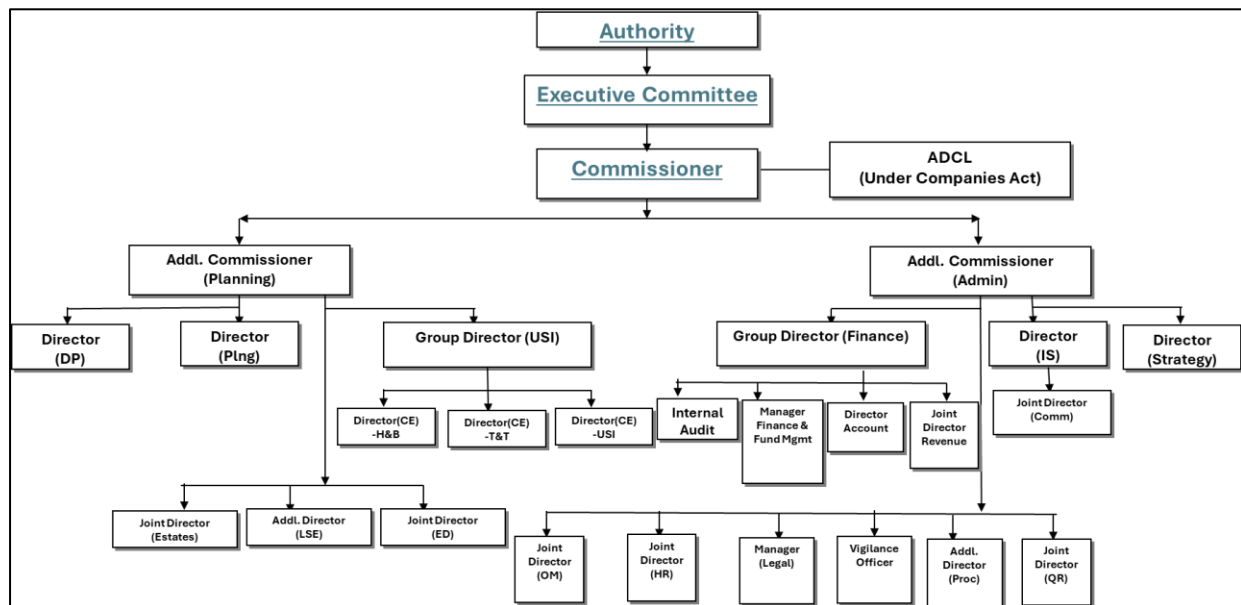 Authority
Executive Committee
Commissioner
ADCL
(Under Companies Act)
Addl. Commissioner
(Planning)
Addl. Commissioner
(Admin)
Director
(DP)
Director
(Plng)
Group Director (USI)
Group Director (Finance)
Director
(IS)
Director
(Strategy)
Director(CE)
-H&B
Director(CE)
-T&T
Director(CE)
-USI
Internal
Audit
Manager
Finance &
Fund Mgmt
Director
Account
Joint
Director
Revenue
Joint Director
(Comm)
Joint Director
(Estates)
Addl. Director
(LSE)
Joint Director
(ED)
Joint
Director
(OM)
Joint
Director
(HR)
Manager
(Legal)
Vigilance
Officer
Addl.
Director
(Proc)
Joint
Director
(QR)